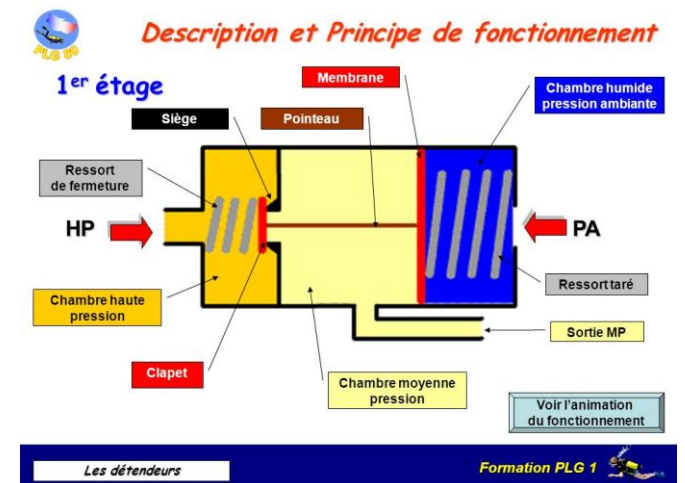 Description et Principe de fonctionnement
PLG 50
1er étage
Membrane
Chambre humide
pression ambiante
Siège
Pointeau
Ressort
de fermeture
HP
PA
Ressort taré
Chambre haute
pression
Sortie MP
Clapet
Chambre moyenne
pression
Voir l'animation
du fonctionnement
Les détendeurs
Formation PLG 1